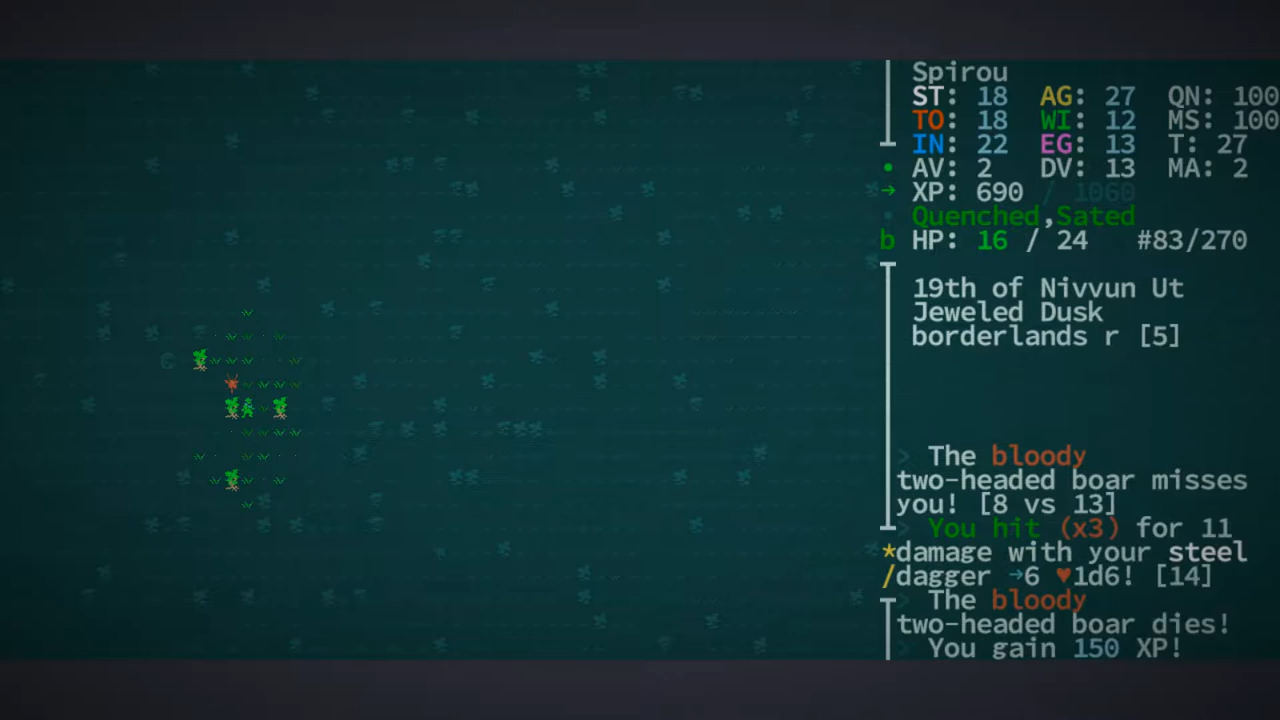 Spirou
ST: 18 AG: 27 QN: 100
TO: 18 WI: 12 MS: 100
IN: 22 EG: 13 T: 27
AV: 2 DV: 13 MA: 2
XP: 690 / 1060
Quenched,Sated
b HP: 16 / 24 #83/270
19th of Nivvun Ut
Jeweled Dusk
borderlands r [5]
> The bloody
two-headed boar misses
you! [8 vs 13]
> You hit (x3) for 11
*damage with your steel
/dagger →6 ♥1d6! [14]
> The bloody
two-headed boar dies!
> You gain 150 XP!